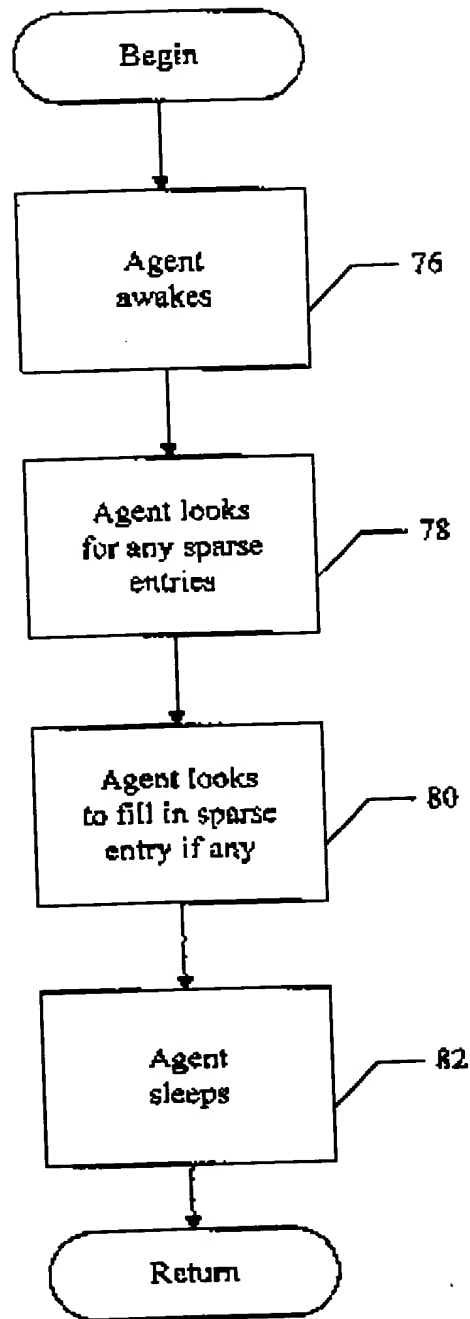 Begin
Agent
awakes
76
Agent looks
for any sparse
entries
78
Agent looks
to fill in sparse
entry if any
80
Agent
sleeps
82
Return